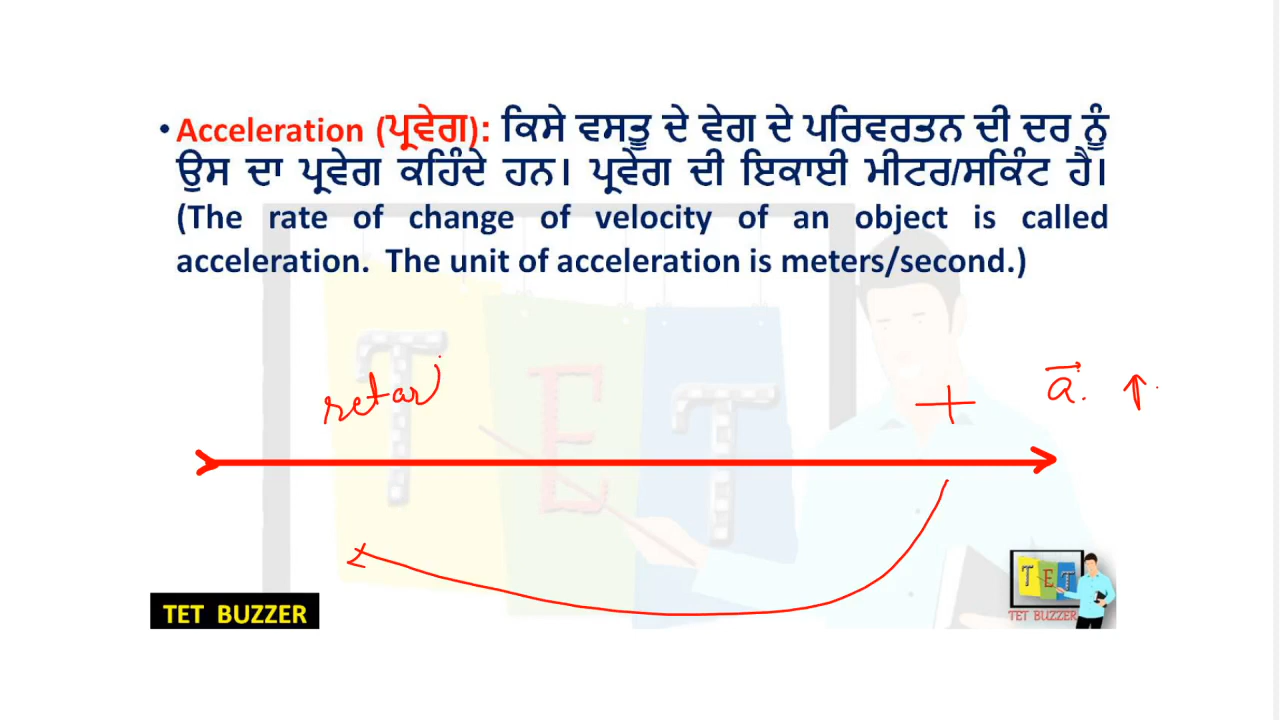 • Acceleration (ਪ੍ਰਵੇਗ): ਕਿਸੇ ਵਸਤੂ ਦੇ ਵੇਗ ਦੇ ਪਰਿਵਰਤਨ ਦੀ ਦਰ ਨੂੰ
ਉਸ ਦਾ ਪ੍ਰਵੇਗ ਕਹਿੰਦੇ ਹਨ। ਪ੍ਰਵੇਗ ਦੀ ਇਕਾਈ ਮੀਟਰ/ਸਕਿੰਟ ਹੈ।
(The rate of change of velocity of an object is called
acceleration. The unit of acceleration is meters/second.)
retar
+
a⃗. ↑
TET
TET
TET BUZZER
TET BUZZER